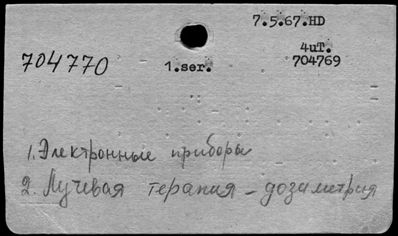 7.5.67.HD
4uT.
704770
1.ser.
704769
1. Электронные приборы
2. Лучевая терапия - дозиметрия